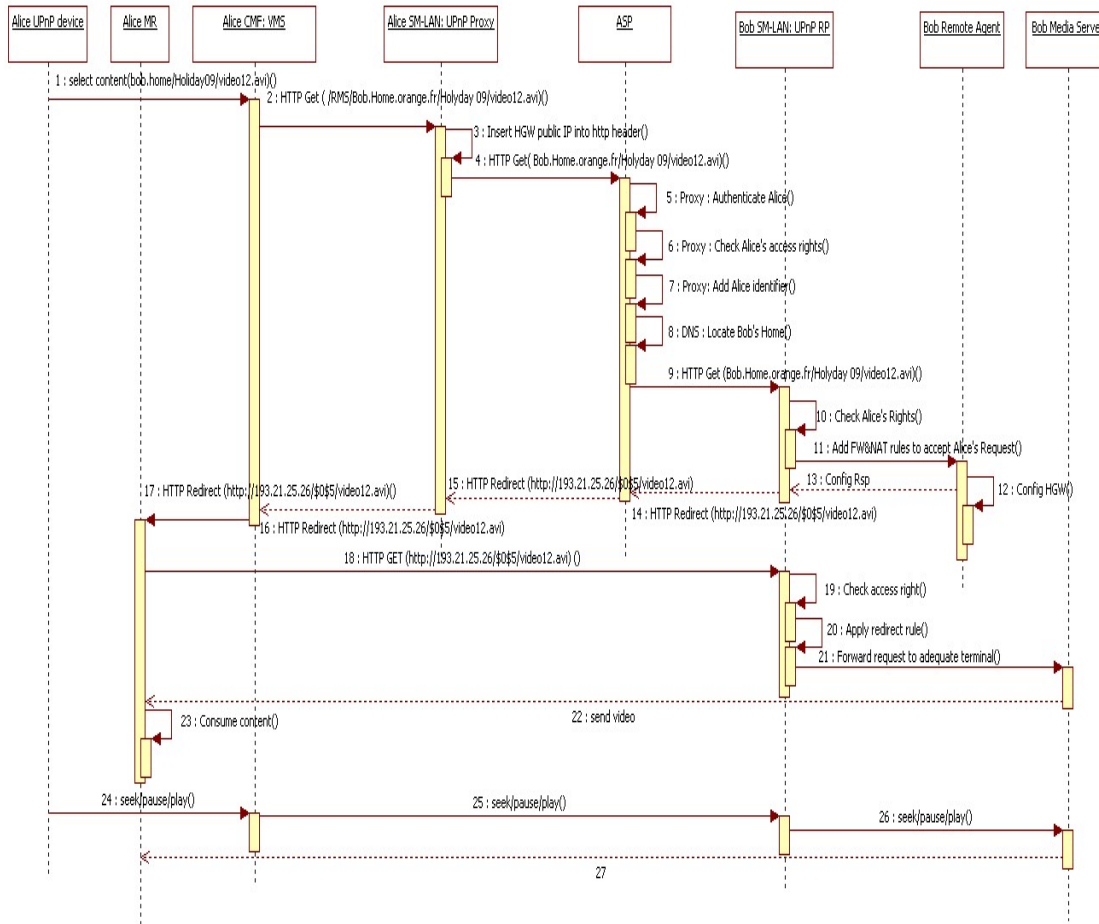 Alice UPnP device
Alice MR
Alice CMF: VMS
Alice SM-LAN: UPnP Proxy
ASP
Bob SM-LAN: UPnP RP
Bob Remote Agent
Bob Media Server
1 : select content(bob.home/Holiday09/video12.avi)()
2 : HTTP Get ( /RMS/Bob.Home.orange.fr/Holyday 09/video12.avi)()
3 : Insert HGW public IP into http header()
4 : HTTP Get( Bob.Home.orange.fr/Holyday 09/video12.avi)()
5 : Proxy : Authenticate Alice()
6 : Proxy : Check Alice's access rights()
7 : Proxy: Add Alice identifier()
8 : DNS : Locate Bob's Home()
9 : HTTP Get (Bob.Home.orange.fr/Holyday 09/video12.avi)()
10 : Check Alice's Rights()
11 : Add FW&NAT rules to accept Alice's Request()
12 : Config HGW()
13 : Config Rsp
14 : HTTP Redirect (http://193.21.25.26/$0$5/video12.avi)
15 : HTTP Redirect (http://193.21.25.26/$0$5/video12.avi)
17 : HTTP Redirect (http://193.21.25.26/$0$5/video12.avi)()
16 : HTTP Redirect (http://193.21.25.26/$0$5/video12.avi)
18 : HTTP GET (http://193.21.25.26/$0$5/video12.avi) ()
19 : Check access right()
20 : Apply redirect rule()
21 : Forward request to adequate terminal()
22 : send video
23 : Consume content()
24 : seek/pause/play()
25 : seek/pause/play()
26 : seek/pause/play()
27